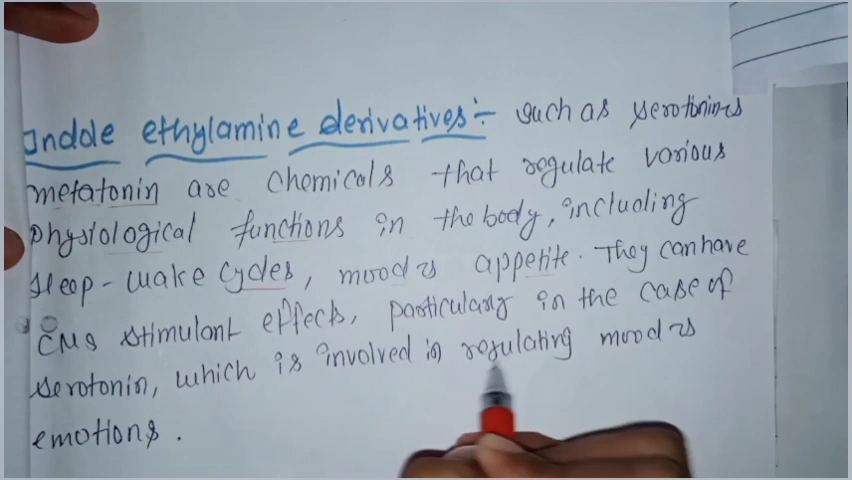 Indole ethylamine derivatives :- such as serotonin &
metatonin are chemicals that regulate various
physiological functions in the body, including
sleep - wake cycles, mood & appetite. They can have
CNS stimulant effects, particulary in the case of
serotonin, which is involved in regulating mood &
emotions.